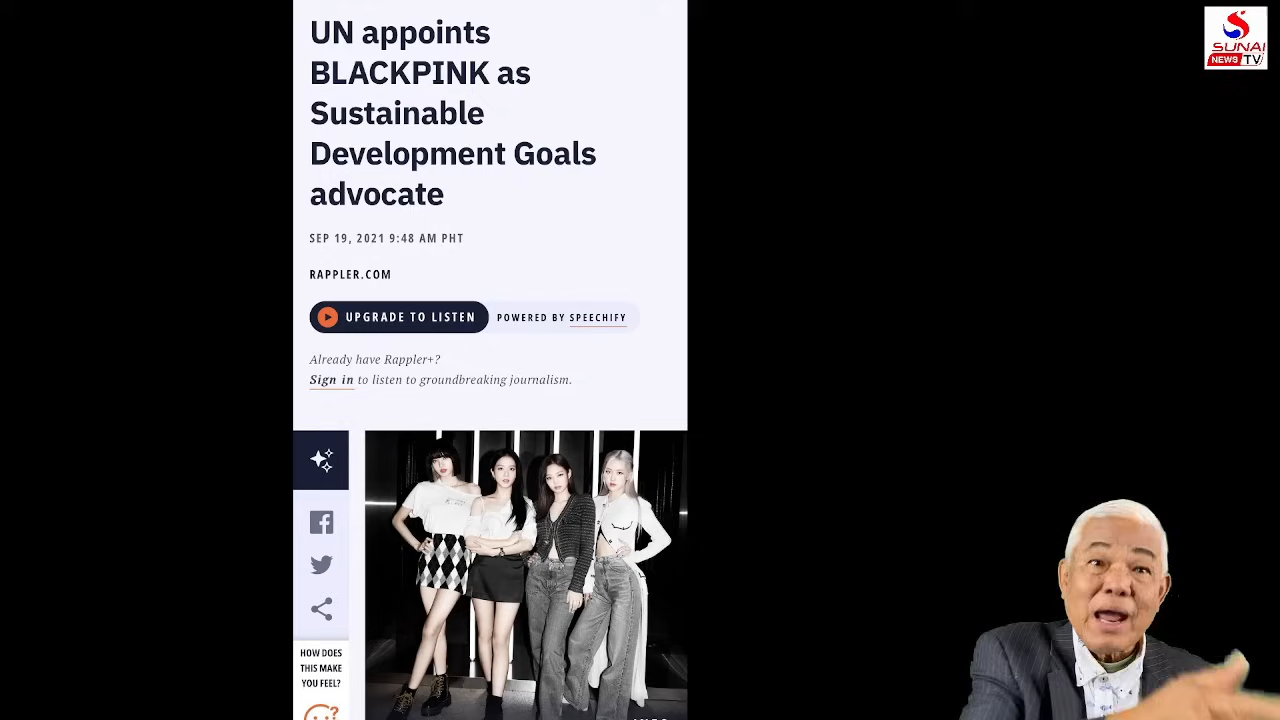 UN appoints
BLACKPINK as
Sustainable
Development Goals
advocate
SEP 19, 2021 9:48 AM PHT
RAPPLER.COM
UPGRADE TO LISTEN POWERED BY SPEECHIFY
Already have Rappler+?
Sign in to listen to groundbreaking journalism.
HOW DOES
THIS MAKE
YOU FEEL?
SUNAI
NEWS TV